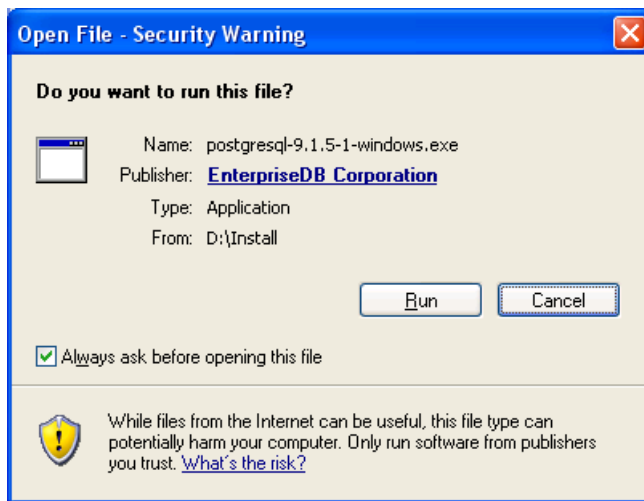 Open File - Security Warning
Do you want to run this file?
Name: postgresql-9.1.5-1-windows.exe
Publisher: EnterpriseDB Corporation
Type: Application
From: D:\Install
Run Cancel
Always ask before opening this file
While files from the Internet can be useful, this file type can
potentially harm your computer. Only run software from publishers
you trust. What's the risk?